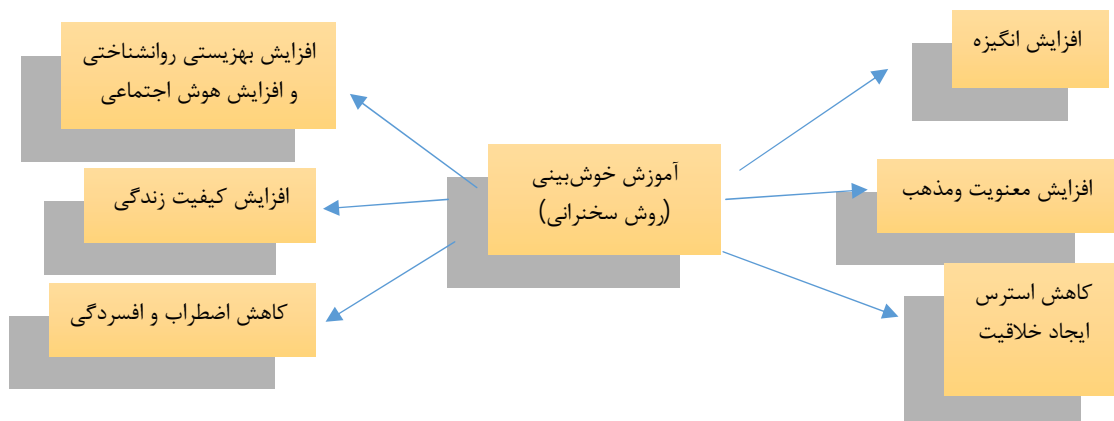 افزایش انگیزه
افزایش بهزیستی روانشناختی
و افزایش هوش اجتماعی
آموزش خوش‌بینی
(روش سخنرانی)
افزایش معنویت ومذهب
افزایش کیفیت زندگی
کاهش استرس
ایجاد خلاقیت
کاهش اضطراب و افسردگی